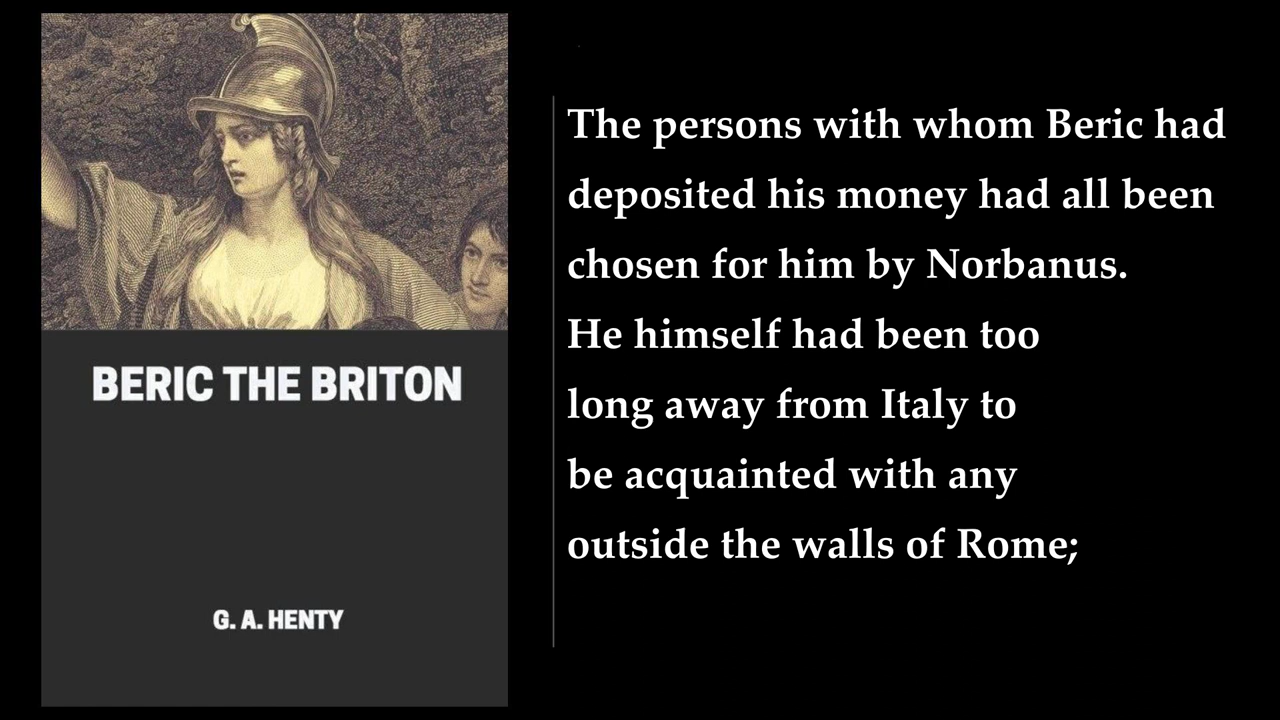 BERIC THE BRITON
G. A. HENTY
The persons with whom Beric had
deposited his money had all been
chosen for him by Norbanus.
He himself had been too
long away from Italy to
be acquainted with any
outside the walls of Rome;